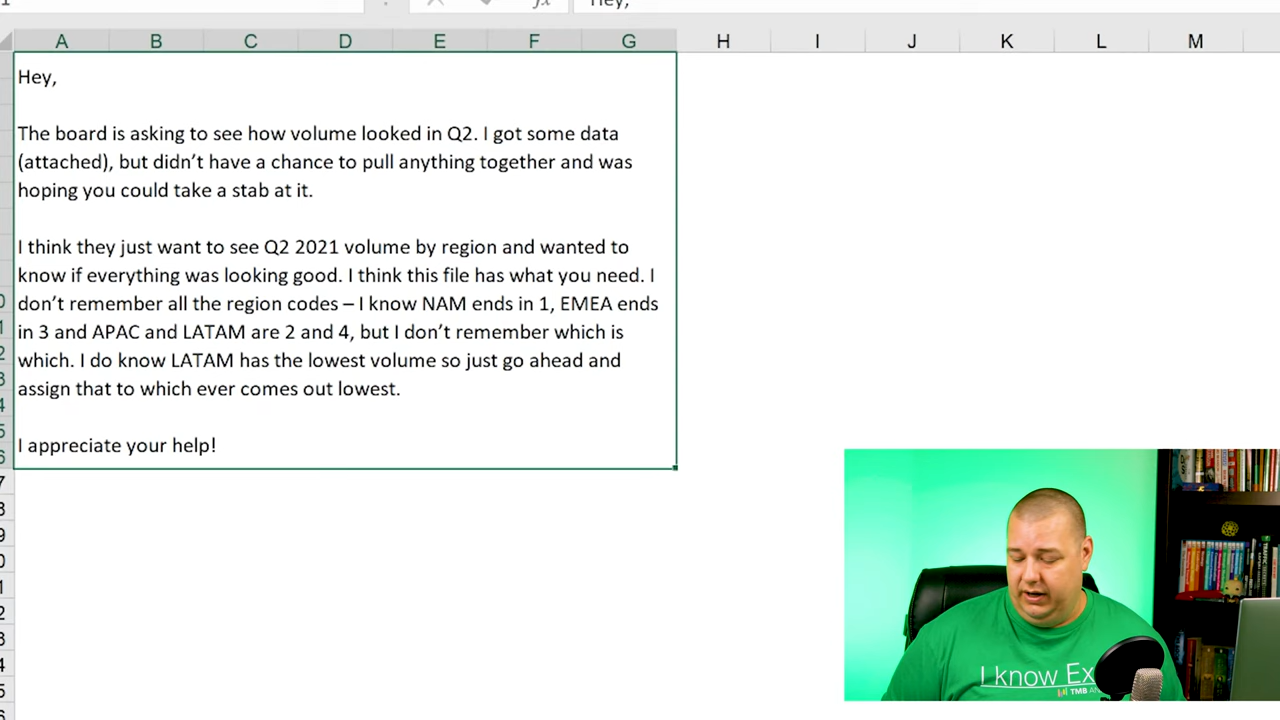 fx Hey,
A B C D E F G H I J K L M
Hey,
The board is asking to see how volume looked in Q2. I got some data
(attached), but didn’t have a chance to pull anything together and was
hoping you could take a stab at it.
I think they just want to see Q2 2021 volume by region and wanted to
know if everything was looking good. I think this file has what you need. I
don’t remember all the region codes – I know NAM ends in 1, EMEA ends
in 3 and APAC and LATAM are 2 and 4, but I don’t remember which is
which. I do know LATAM has the lowest volume so just go ahead and
assign that to which ever comes out lowest.
I appreciate your help!
I know Ex
TMB AN